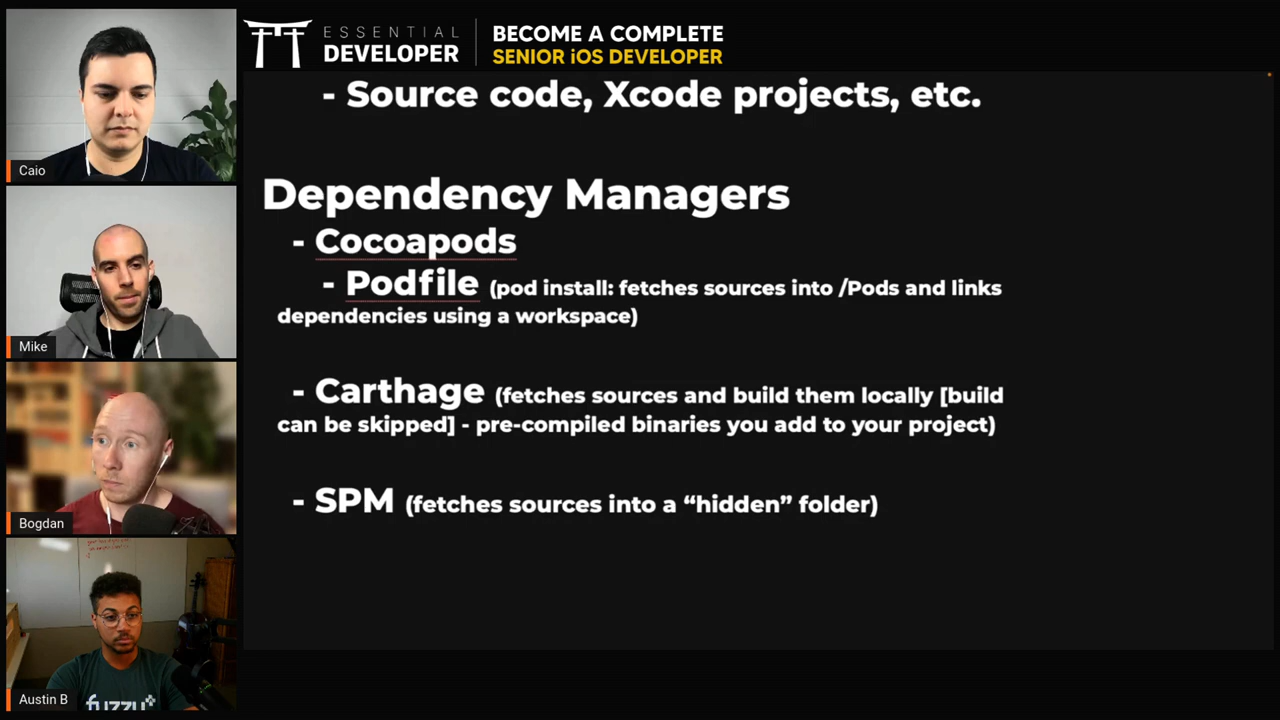 ESSENTIAL
DEVELOPER
BECOME A COMPLETE
SENIOR iOS DEVELOPER
- Source code, Xcode projects, etc.
Dependency Managers
- Cocoapods
- Podfile (pod install: fetches sources into /Pods and links
dependencies using a workspace)
- Carthage (fetches sources and build them locally [build
can be skipped] - pre-compiled binaries you add to your project)
- SPM (fetches sources into a “hidden” folder)
Caio
Mike
Bogdan
Austin B
fuzzy